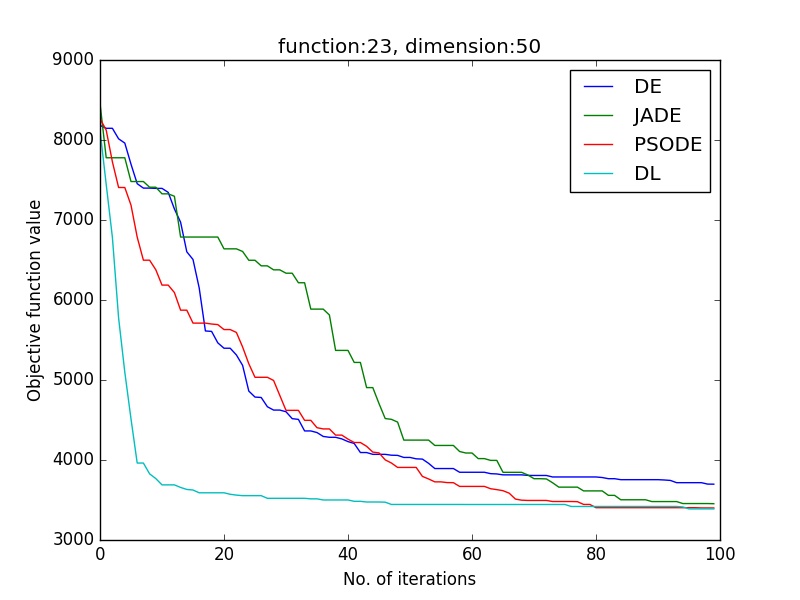 function:23, dimension:50
9000
8000
7000
6000
5000
4000
3000
Objective function value
DE
JADE
PSODE
DL
0
20
40
60
80
100
No. of iterations